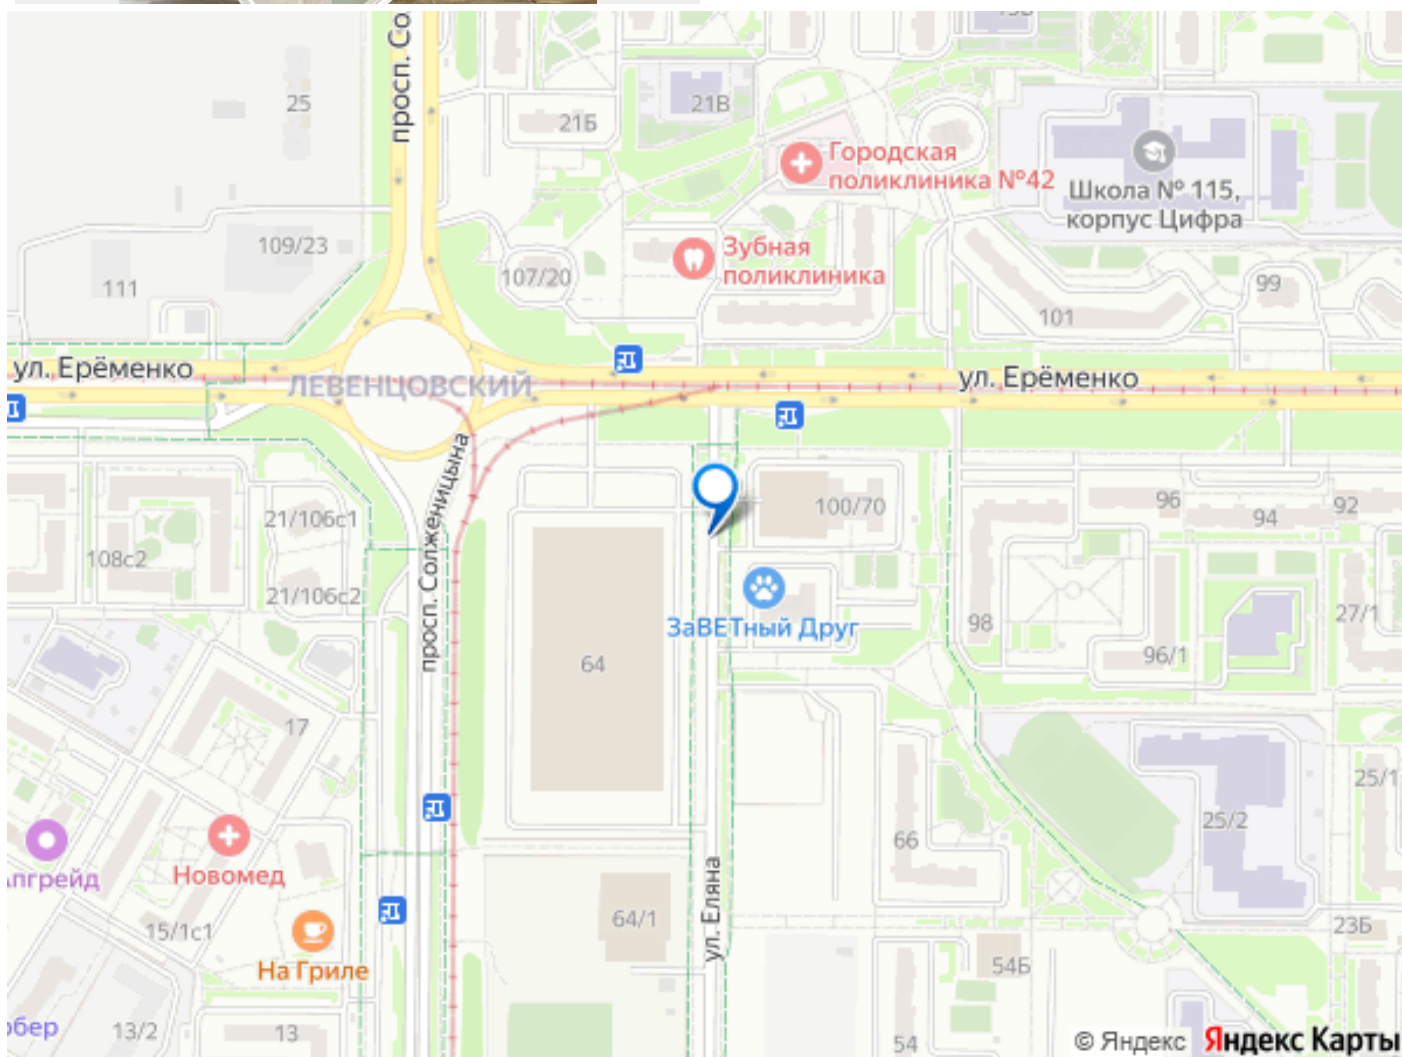 просп. Со
25
21Б
21В
Городская
поликлиника №42
Школа № 115,
корпус Цифра
109/23
111
107/20
Зубная
поликлиника
99
101
ул. Ерёменко
ЛЕВЕНЦОВСКИЙ
ул. Ерёменко
просп. Солженицына
21/106с1
108с2
21/106с2
100/70
96
94
92
ЗаВЕТный Друг
98
27/1
96/1
64
17
25/1
25/2
66
Новомед
пгрейд
15/1с1
На Гриле
64/1
ул. Еляна
23Б
54Б
бер
13/2
13
54
© Яндекс
Яндекс Карты